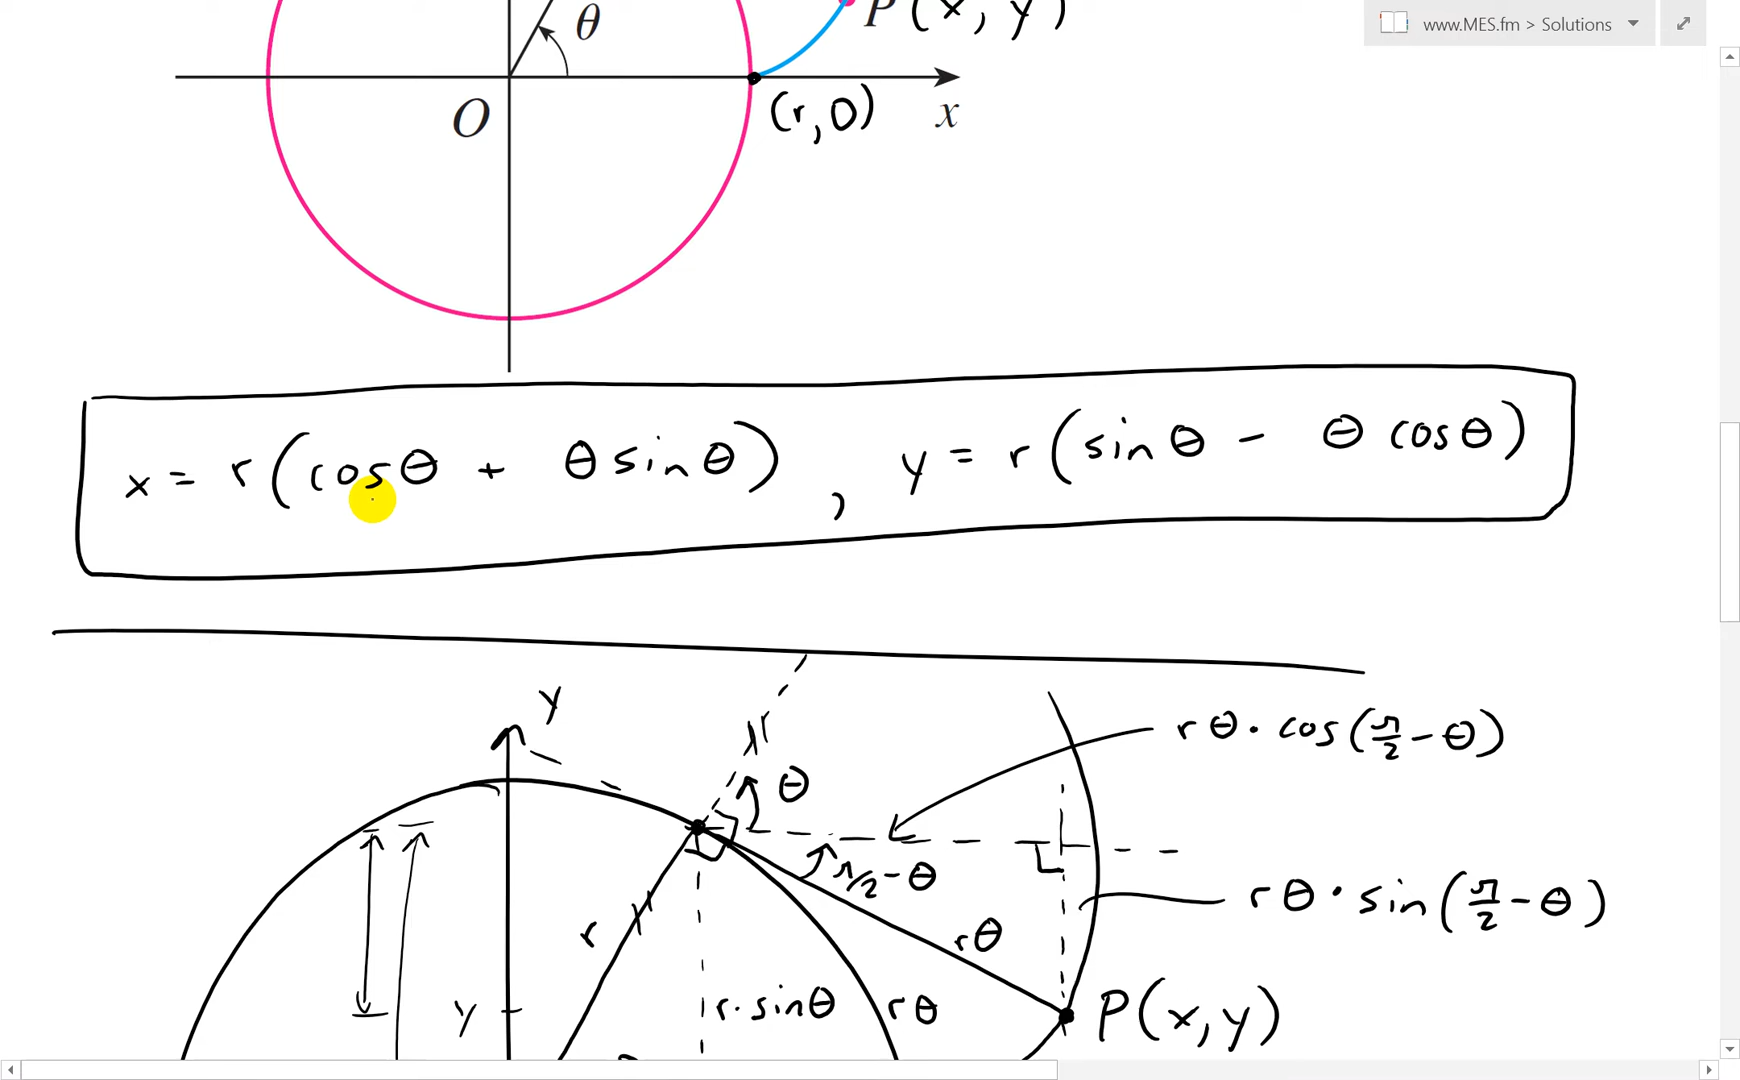 www.MES.fm > Solutions
θ
P(x, y)
O
(r, 0)
x
x = r(cosθ + θ sinθ), y = r(sinθ - θ cosθ)
y
rθ · cos(π/2 - θ)
θ
π/2 - θ
rθ · sin(π/2 - θ)
r
rθ
y
r · sinθ
rθ
P(x, y)